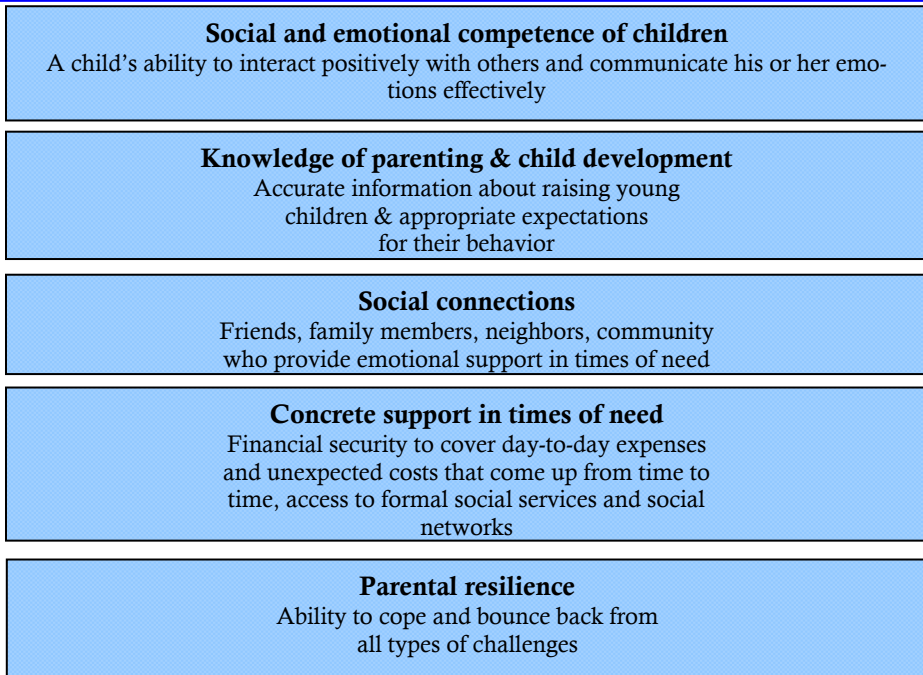 Social and emotional competence of children
A child's ability to interact positively with others and communicate his or her emo-
tions effectively
Knowledge of parenting & child development
Accurate information about raising young
children & appropriate expectations
for their behavior
Social connections
Friends, family members, neighbors, community
who provide emotional support in times of need
Concrete support in times of need
Financial security to cover day-to-day expenses
and unexpected costs that come up from time to
time, access to formal social services and social
networks
Parental resilience
Ability to cope and bounce back from
all types of challenges